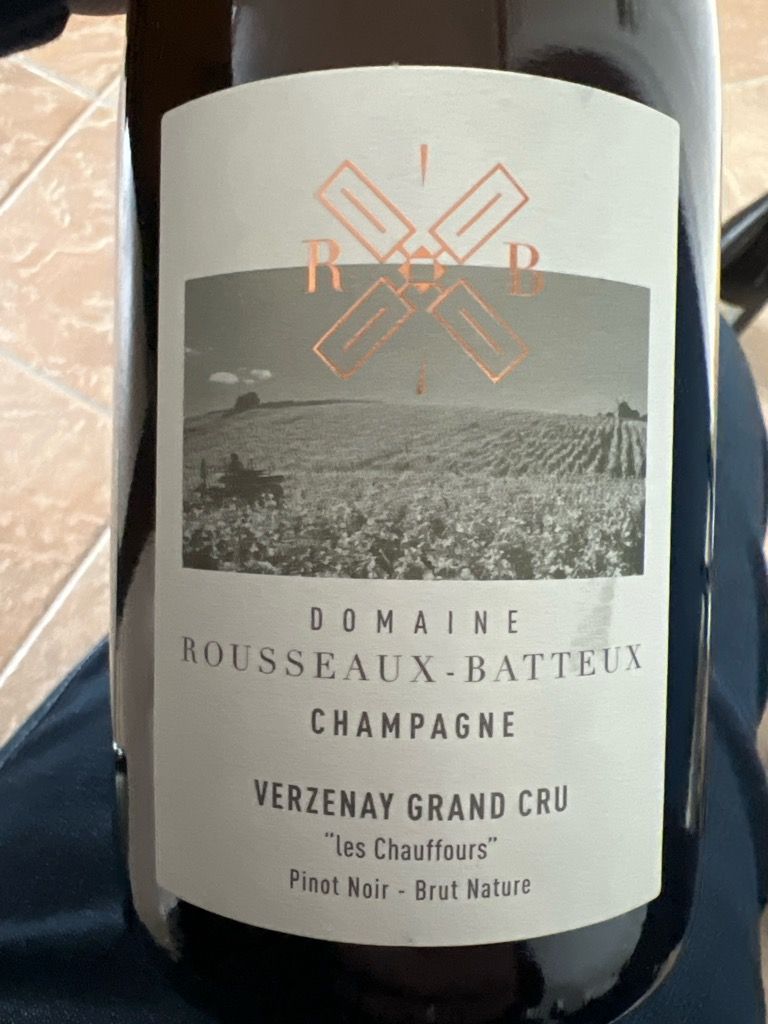 R B
DOMAINE
ROUSSEAUX-BATTEUX
CHAMPAGNE
VERZENAY GRAND CRU
"les Chauffours"
Pinot Noir - Brut Nature